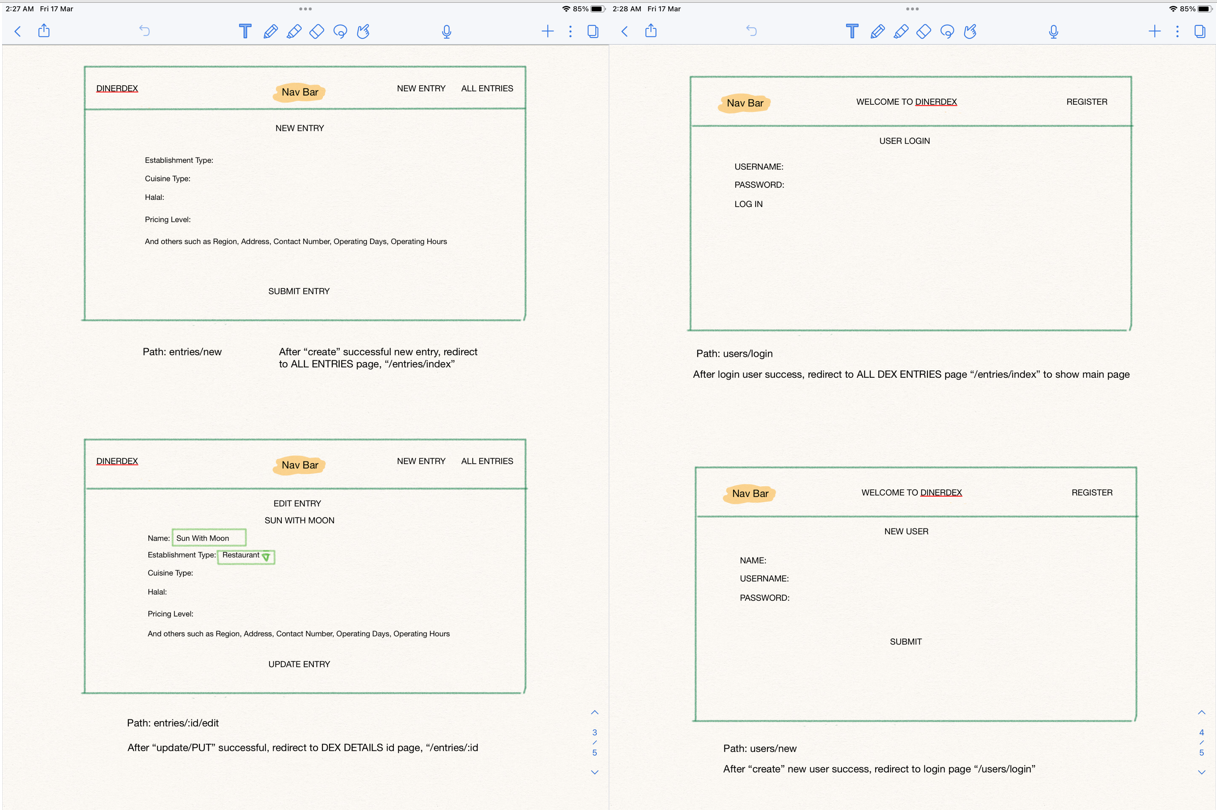 2:27 AM Fri 17 Mar
85%
DINERDEX
Nav Bar
NEW ENTRY
ALL ENTRIES
NEW ENTRY
Establishment Type:
Cuisine Type:
Halal:
Pricing Level:
And others such as Region, Address, Contact Number, Operating Days, Operating Hours
SUBMIT ENTRY
Path: entries/new
After “create” successful new entry, redirect
to ALL ENTRIES page, “/entries/index”
DINERDEX
Nav Bar
NEW ENTRY
ALL ENTRIES
EDIT ENTRY
SUN WITH MOON
Name: Sun With Moon
Establishment Type: Restaurant
Cuisine Type:
Halal:
Pricing Level:
And others such as Region, Address, Contact Number, Operating Days, Operating Hours
UPDATE ENTRY
Path: entries/:id/edit
After “update/PUT” successful, redirect to DEX DETAILS id page, “/entries/:id
3
/
5
2:28 AM Fri 17 Mar
85%
Nav Bar
WELCOME TO DINERDEX
REGISTER
USER LOGIN
USERNAME:
PASSWORD:
LOG IN
Path: users/login
After login user success, redirect to ALL DEX ENTRIES page “/entries/index” to show main page
Nav Bar
WELCOME TO DINERDEX
REGISTER
NEW USER
NAME:
USERNAME:
PASSWORD:
SUBMIT
Path: users/new
After “create” new user success, redirect to login page “/users/login”
4
/
5